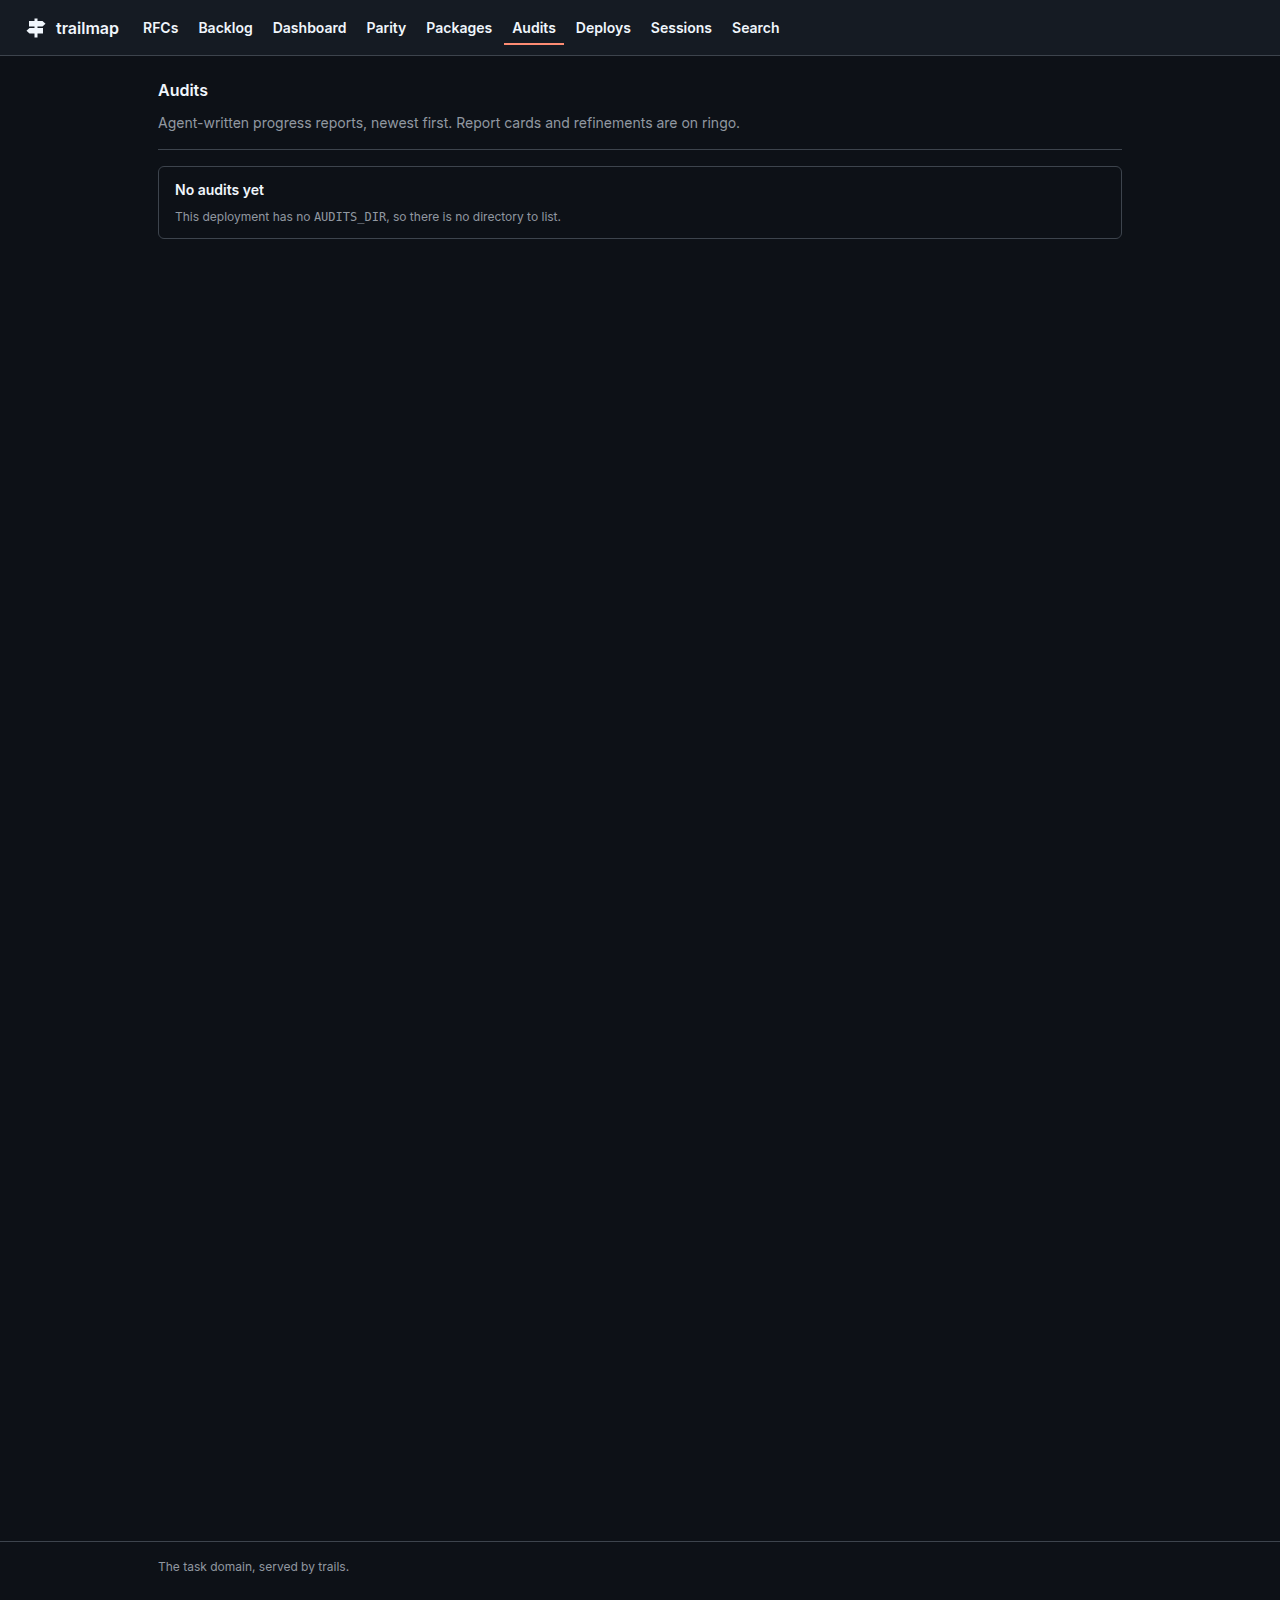 trailmap RFCs Backlog Dashboard Parity Packages Audits Deploys Sessions Search
Audits
Agent-written progress reports, newest first. Report cards and refinements are on ringo.
No audits yet
This deployment has no AUDITS_DIR, so there is no directory to list.
The task domain, served by trails.